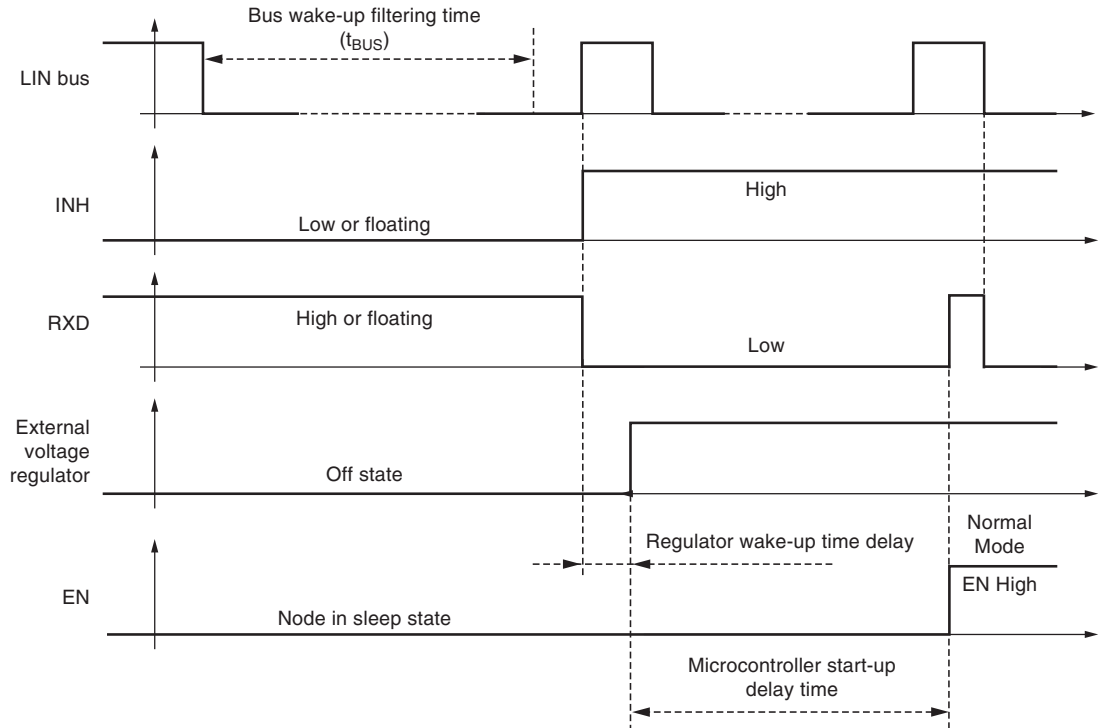 Bus wake-up filtering time
(tBUS)
LIN bus
INH
High
Low or floating
RXD
High or floating
Low
External
voltage
regulator
Off state
Regulator wake-up time delay
Normal
Mode
EN
EN High
Node in sleep state
Microcontroller start-up
delay time